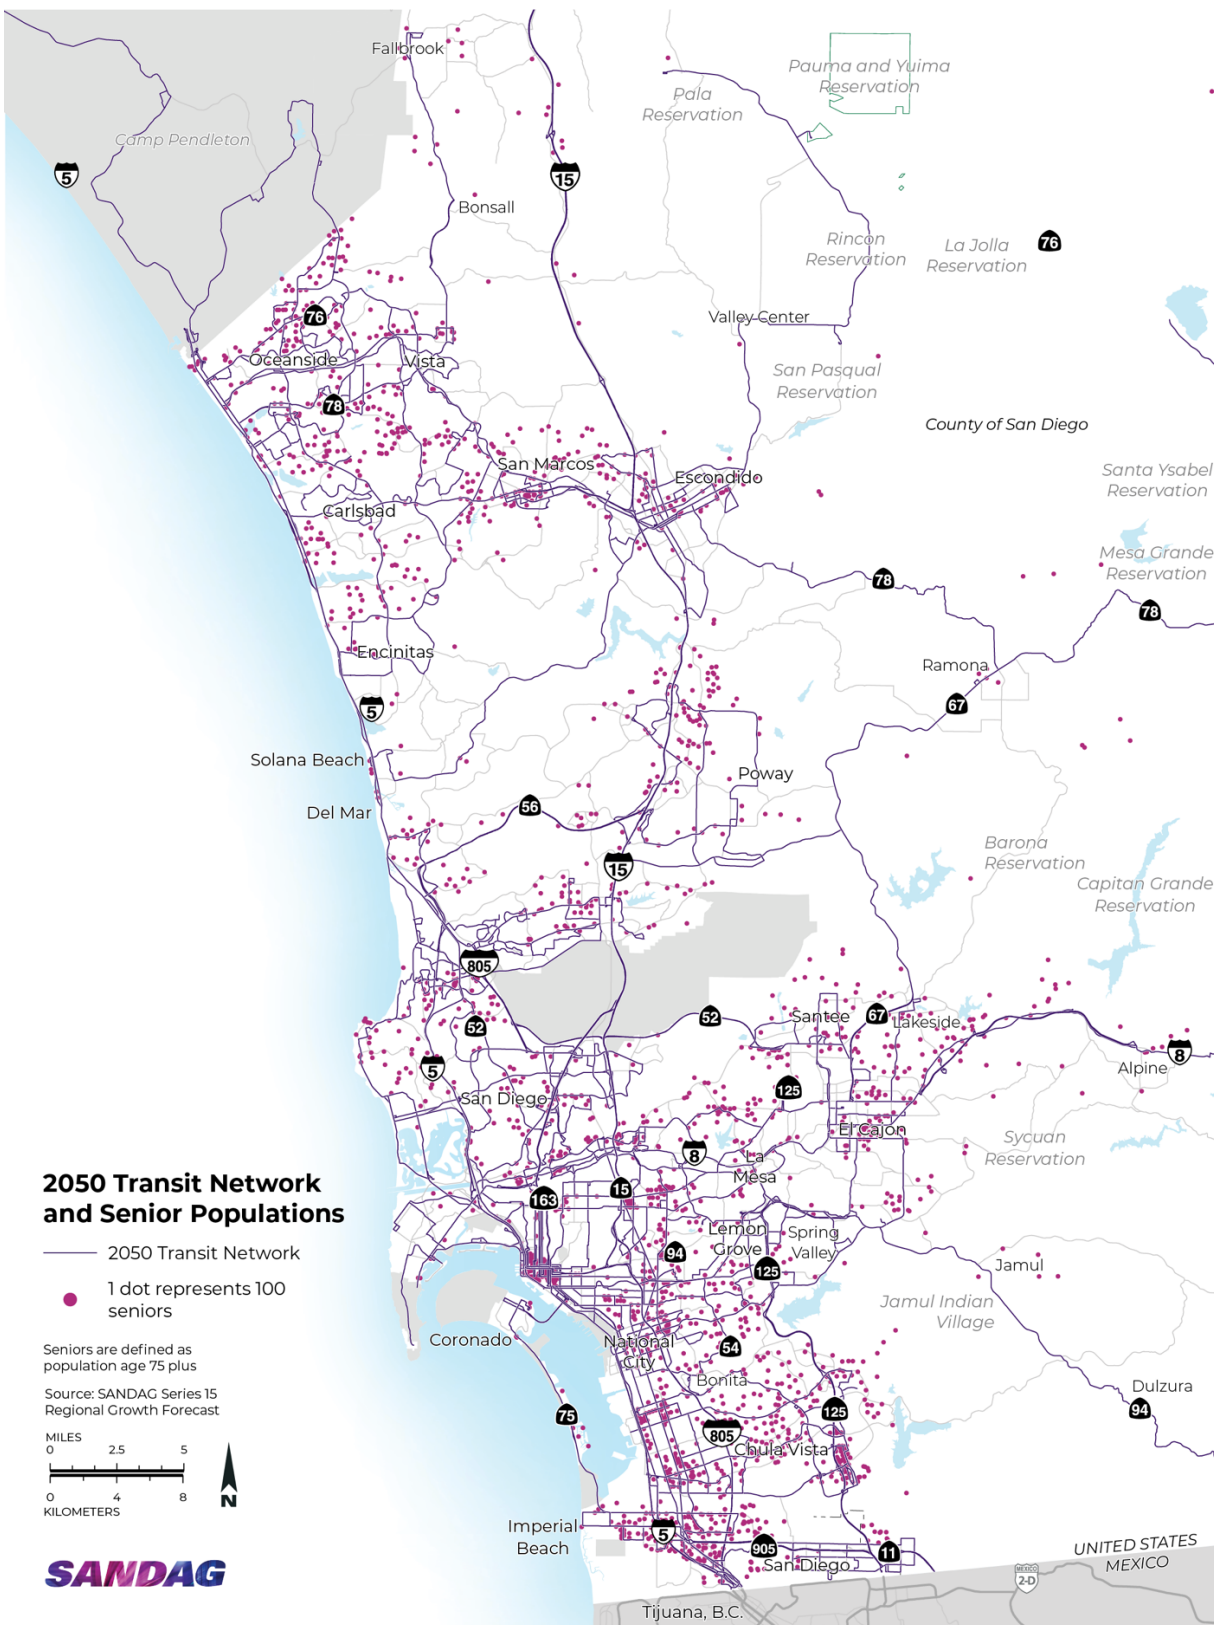 Fallbrook
Pauma and Yuima
Reservation
Pala
Reservation
Camp Pendleton
5
15
Bonsall
Rincon
Reservation
La Jolla
Reservation
76
76
Valley Center
Oceanside
Vista
San Pasqual
Reservation
78
County of San Diego
San Marcos
Escondido
Santa Ysabel
Reservation
Carlsbad
Mesa Grande
Reservation
78
78
Encinitas
Ramona
67
5
Solana Beach
Poway
Del Mar
56
15
Barona
Reservation
Capitan Grande
Reservation
805
52
52
Santee
67
Lakeside
5
8
Alpine
San Diego
125
El Cajon
8
La
Mesa
Sycuan
Reservation
163
15
Lemon
Grove
Spring
Valley
94
125
Jamul
Jamul Indian
Village
Coronado
National
City
54
Bonita
Dulzura
94
75
125
805
Chula Vista
Imperial
Beach
5
905
San Diego
11
UNITED STATES
MEXICO
MEXICO
2-D
Tijuana, B.C.
2050 Transit Network
and Senior Populations
2050 Transit Network
1 dot represents 100
seniors
Seniors are defined as
population age 75 plus
Source: SANDAG Series 15
Regional Growth Forecast
MILES
0 2.5 5
0 4 8
KILOMETERS
N
SANDAG